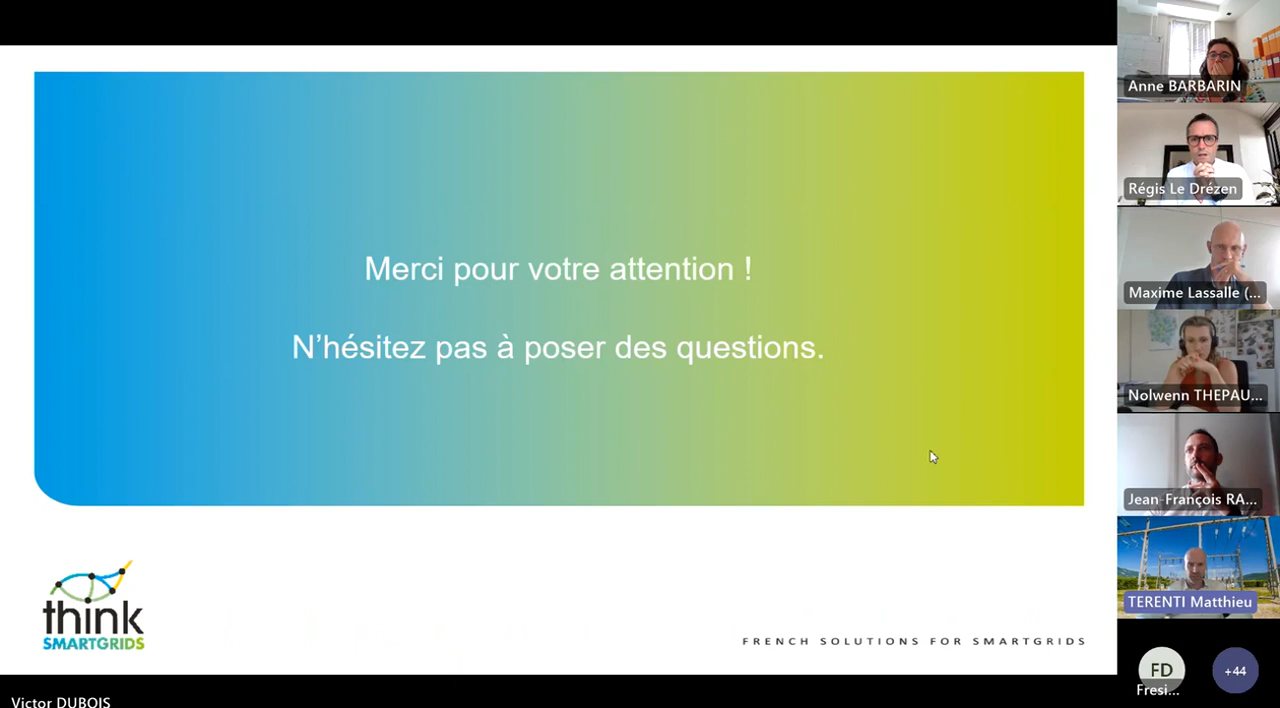 Merci pour votre attention !
N’hésitez pas à poser des questions.
think
SMARTGRIDS
FRENCH SOLUTIONS FOR SMARTGRIDS
Victor DUBOIS
Anne BARBARIN
Régis Le Drézen
Maxime Lassalle (...
Nolwenn THEPAU...
Jean-François RA...
TERENTI Matthieu
FD
Fresi...
+44